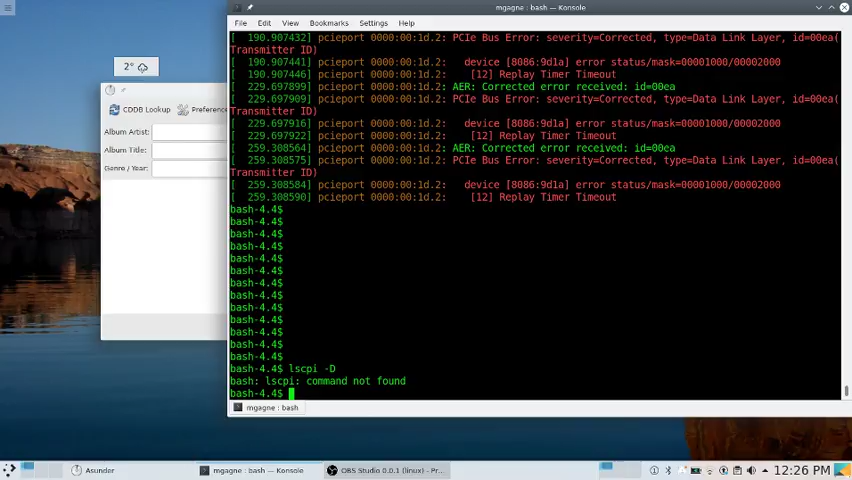 mgagne : bash — Konsole
File Edit View Bookmarks Settings Help
[ 190.907432] pcieport 0000:00:1d.2: PCIe Bus Error: severity=Corrected, type=Data Link Layer, id=00ea(
Transmitter ID)
[ 190.907441] pcieport 0000:00:1d.2:   device [8086:9d1a] error status/mask=00001000/00002000
[ 190.907446] pcieport 0000:00:1d.2:    [12] Replay Timer Timeout
[ 229.697899] pcieport 0000:00:1d.2: AER: Corrected error received: id=00ea
[ 229.697909] pcieport 0000:00:1d.2: PCIe Bus Error: severity=Corrected, type=Data Link Layer, id=00ea(
Transmitter ID)
[ 229.697916] pcieport 0000:00:1d.2:   device [8086:9d1a] error status/mask=00001000/00002000
[ 229.697922] pcieport 0000:00:1d.2:    [12] Replay Timer Timeout
[ 259.308564] pcieport 0000:00:1d.2: AER: Corrected error received: id=00ea
[ 259.308575] pcieport 0000:00:1d.2: PCIe Bus Error: severity=Corrected, type=Data Link Layer, id=00ea(
Transmitter ID)
[ 259.308584] pcieport 0000:00:1d.2:   device [8086:9d1a] error status/mask=00001000/00002000
[ 259.308590] pcieport 0000:00:1d.2:    [12] Replay Timer Timeout
bash-4.4$
bash-4.4$
bash-4.4$
bash-4.4$
bash-4.4$
bash-4.4$
bash-4.4$
bash-4.4$
bash-4.4$
bash-4.4$
bash-4.4$
bash-4.4$
bash-4.4$
bash-4.4$ lscpi -D
bash: lscpi: command not found
bash-4.4$
mgagne : bash
2°
CDDB Lookup Preference
Album Artist:
Album Title:
Genre / Year:
Asunder
mgagne : bash — Konsole
OBS Studio 0.0.1 (linux) - Pr...
12:26 PM